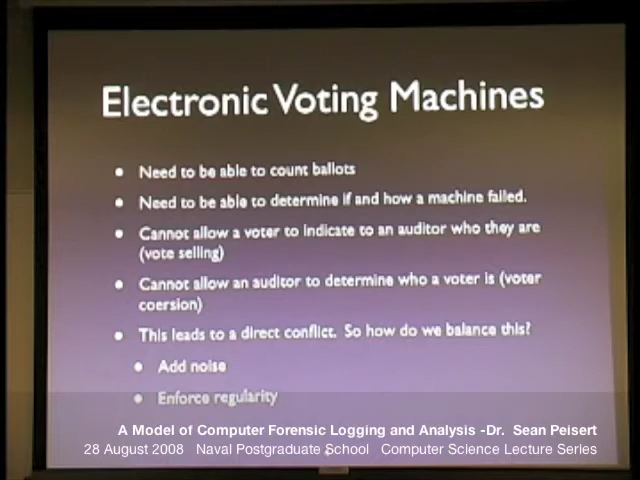 Electronic Voting Machines
• Need to be able to count ballots
• Need to be able to determine if and how a machine failed.
• Cannot allow a voter to indicate to an auditor who they are
(vote selling)
• Cannot allow an auditor to determine who a voter is (voter
coersion)
• This leads to a direct conflict. So how do we balance this?
• Add noise
• Enforce regularity
A Model of Computer Forensic Logging and Analysis -Dr. Sean Peisert
28 August 2008 Naval Postgraduate School Computer Science Lecture Series